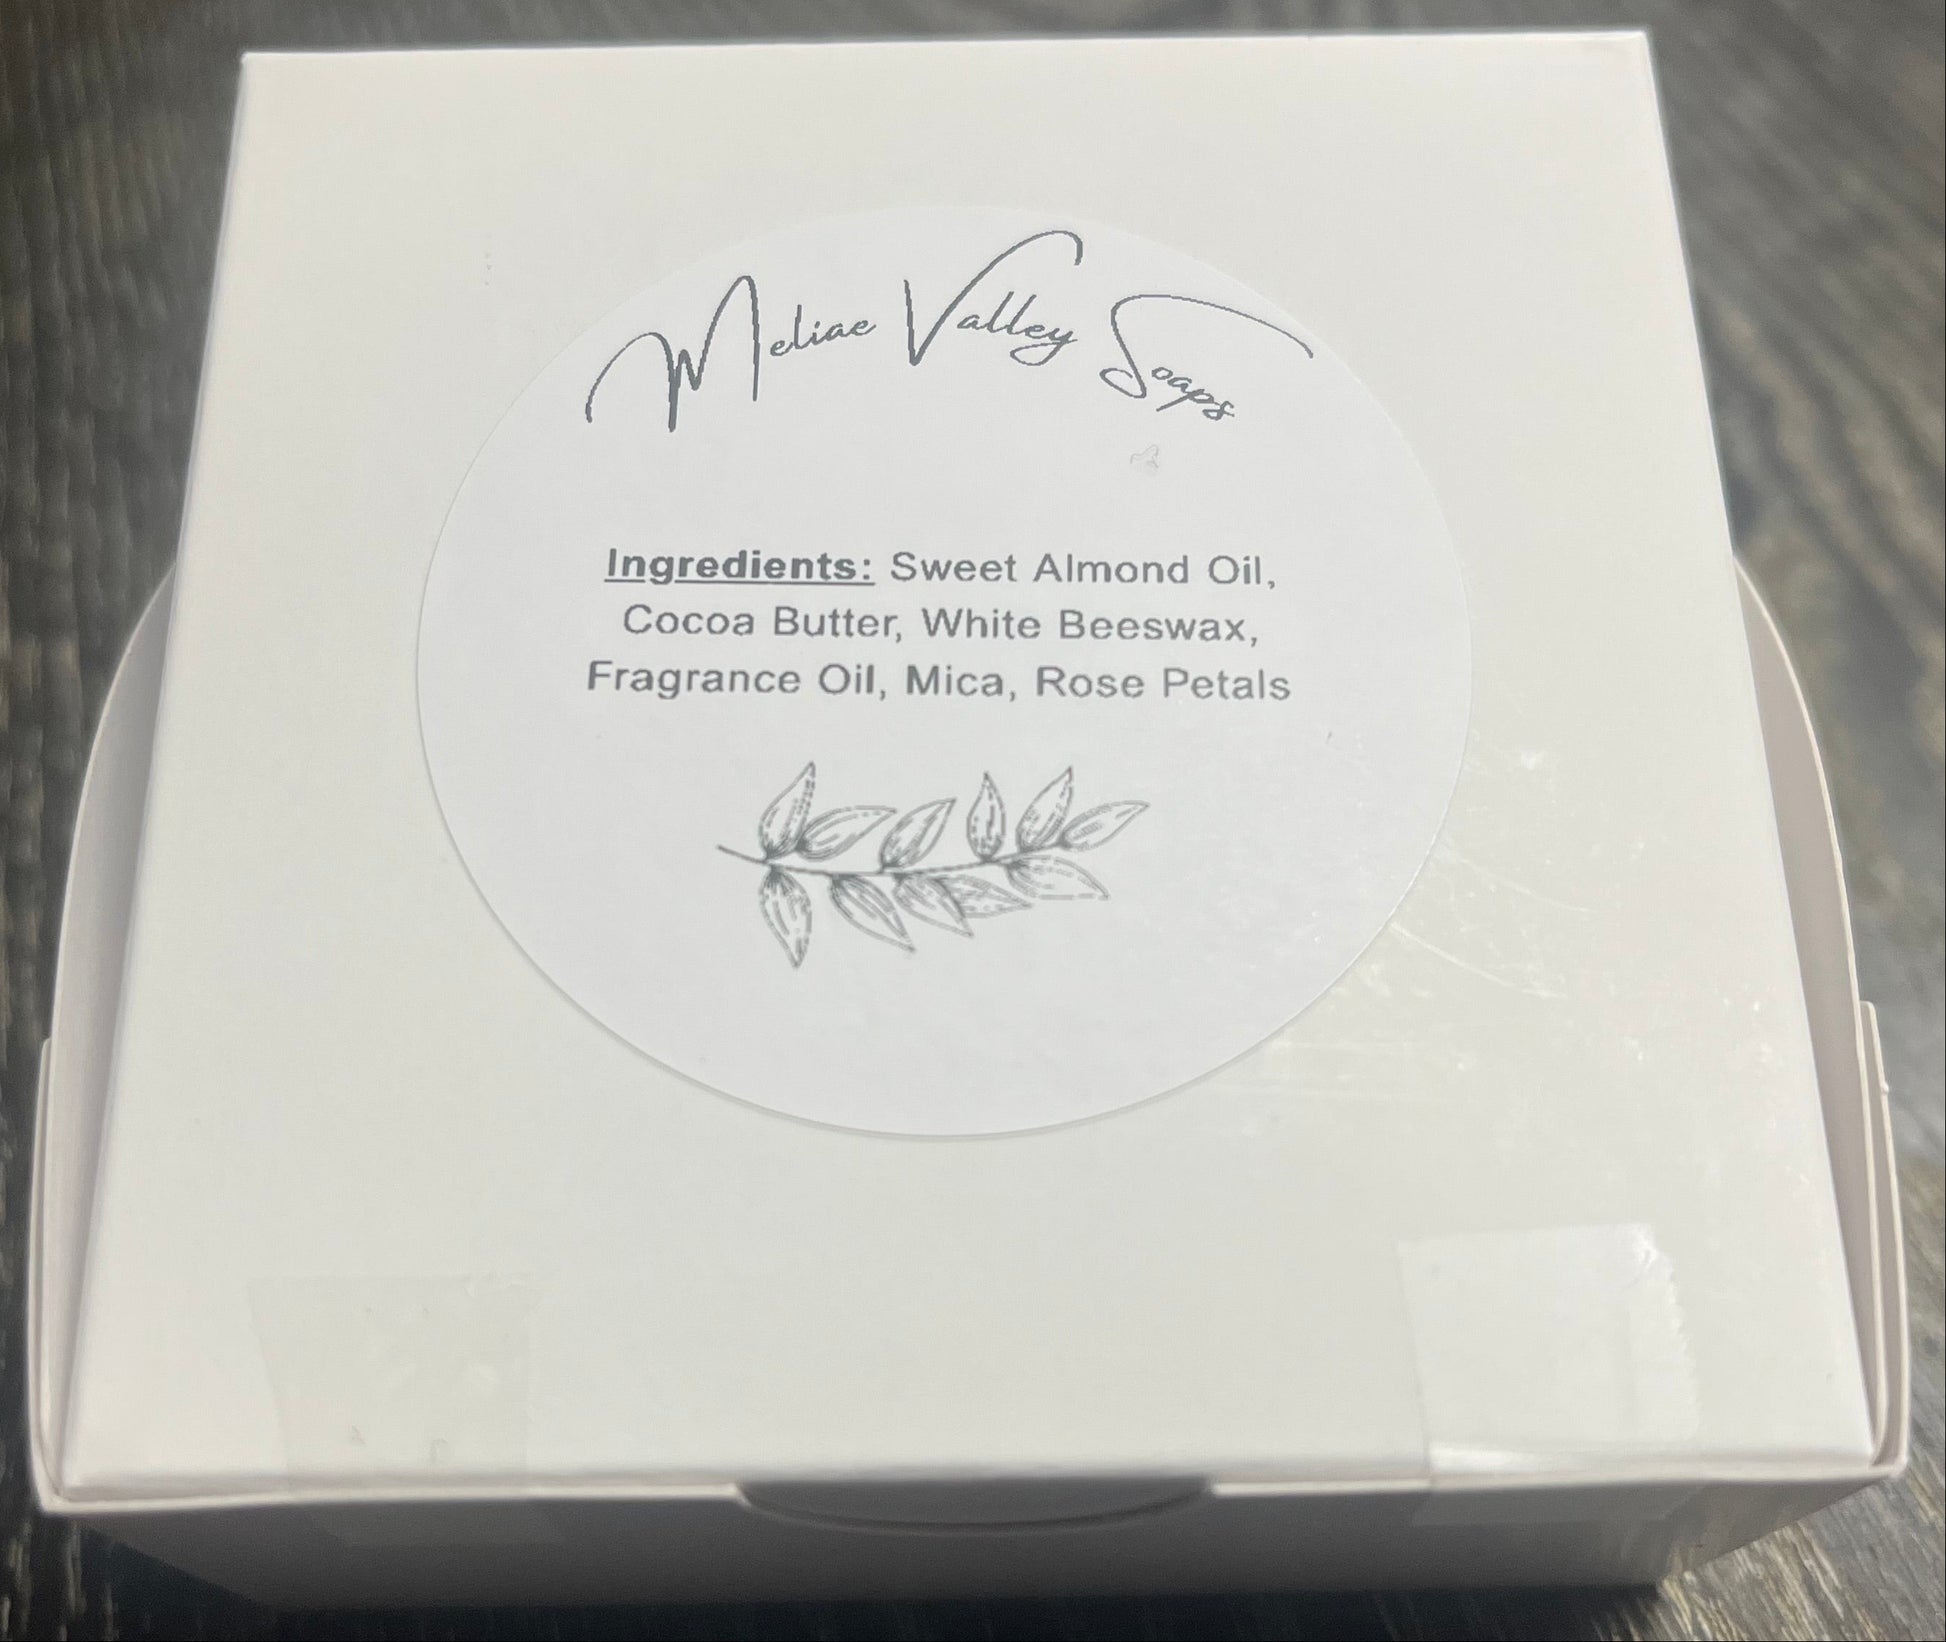 Meliae Valley Soaps
Ingredients: Sweet Almond Oil,
Cocoa Butter, White Beeswax,
Fragrance Oil, Mica, Rose Petals